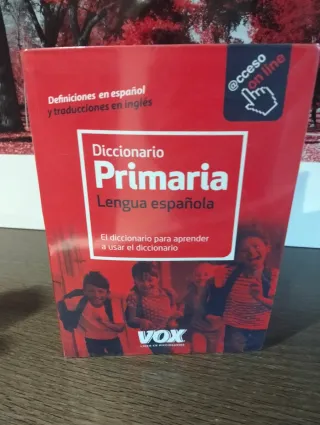 Definiciones en español
y traducciones en inglés
@cceso
on line
Diccionario
Primaria
Lengua española
El diccionario para aprender
a usar el diccionario
VOX